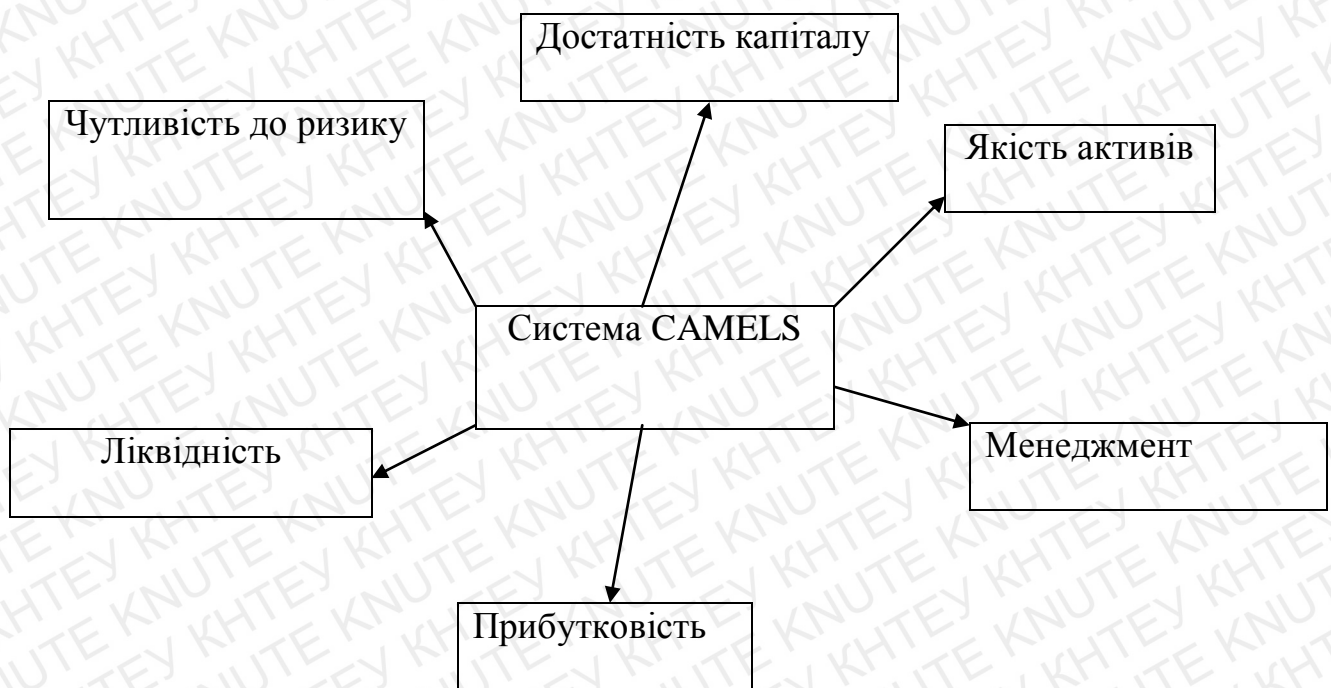 Достатність капіталу
Чутливість до ризику
Якість активів
Система CAMELS
Ліквідність
Менеджмент
Прибутковість